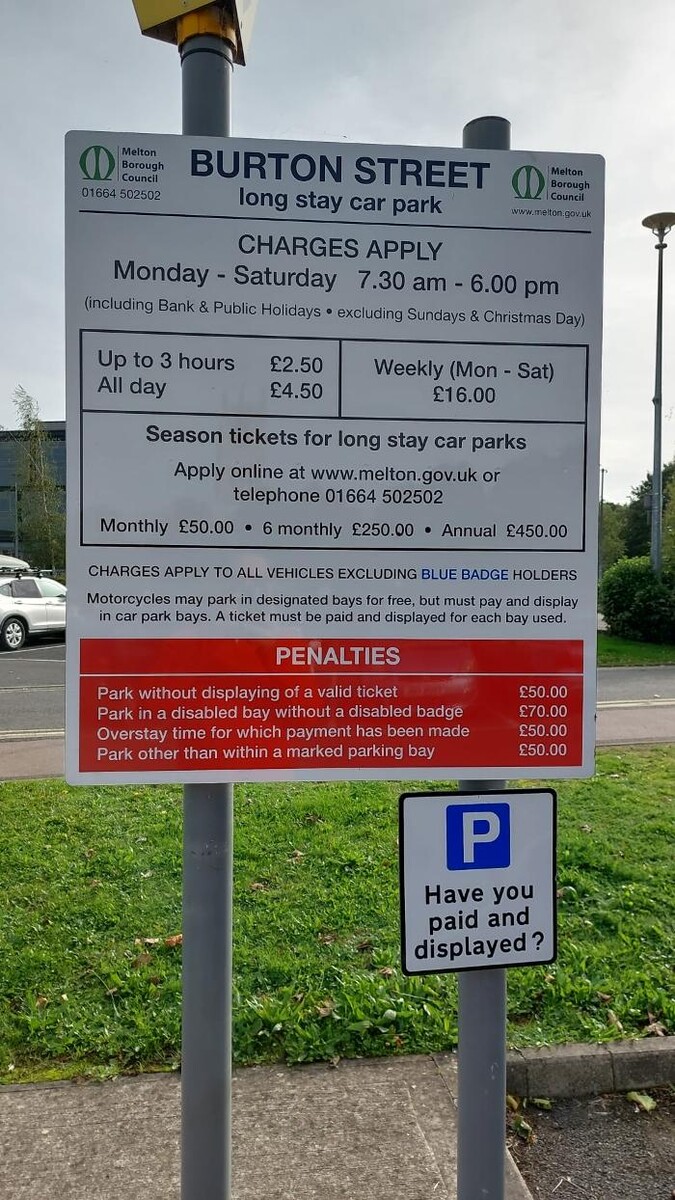 Melton
Borough
Council
01664 502502
BURTON STREET
long stay car park
Melton
Borough
Council
www.melton.gov.uk
CHARGES APPLY
Monday - Saturday 7.30 am - 6.00 pm
(including Bank & Public Holidays • excluding Sundays & Christmas Day)
Up to 3 hours £2.50
All day £4.50
Weekly (Mon - Sat)
£16.00
Season tickets for long stay car parks
Apply online at www.melton.gov.uk or
telephone 01664 502502
Monthly £50.00 • 6 monthly £250.00 • Annual £450.00
CHARGES APPLY TO ALL VEHICLES EXCLUDING BLUE BADGE HOLDERS
Motorcycles may park in designated bays for free, but must pay and display
in car park bays. A ticket must be paid and displayed for each bay used.
PENALTIES
Park without displaying of a valid ticket £50.00
Park in a disabled bay without a disabled badge £70.00
Overstay time for which payment has been made £50.00
Park other than within a marked parking bay £50.00
P
Have you
paid and
displayed?